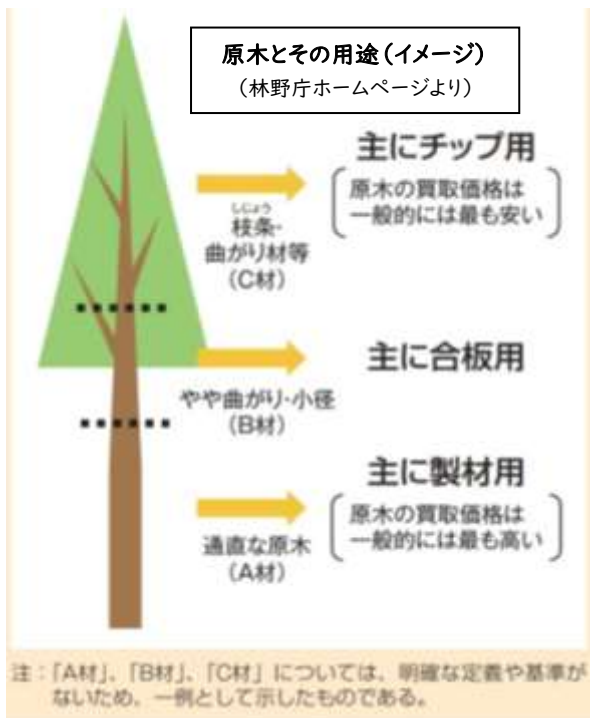 原木とその用途（イメージ）
（林野庁ホームページより）
主にチップ用
原木の買取価格は
一般的には最も安い
しじょう
枝条・
曲がり材等
（C材）
主に合板用
やや曲がり・小径
（B材）
主に製材用
原木の買取価格は
一般的には最も高い
通直な原木
（A材）
注：「A材」、「B材」、「C材」については、明確な定義や基準が
ないため、一例として示したものである。